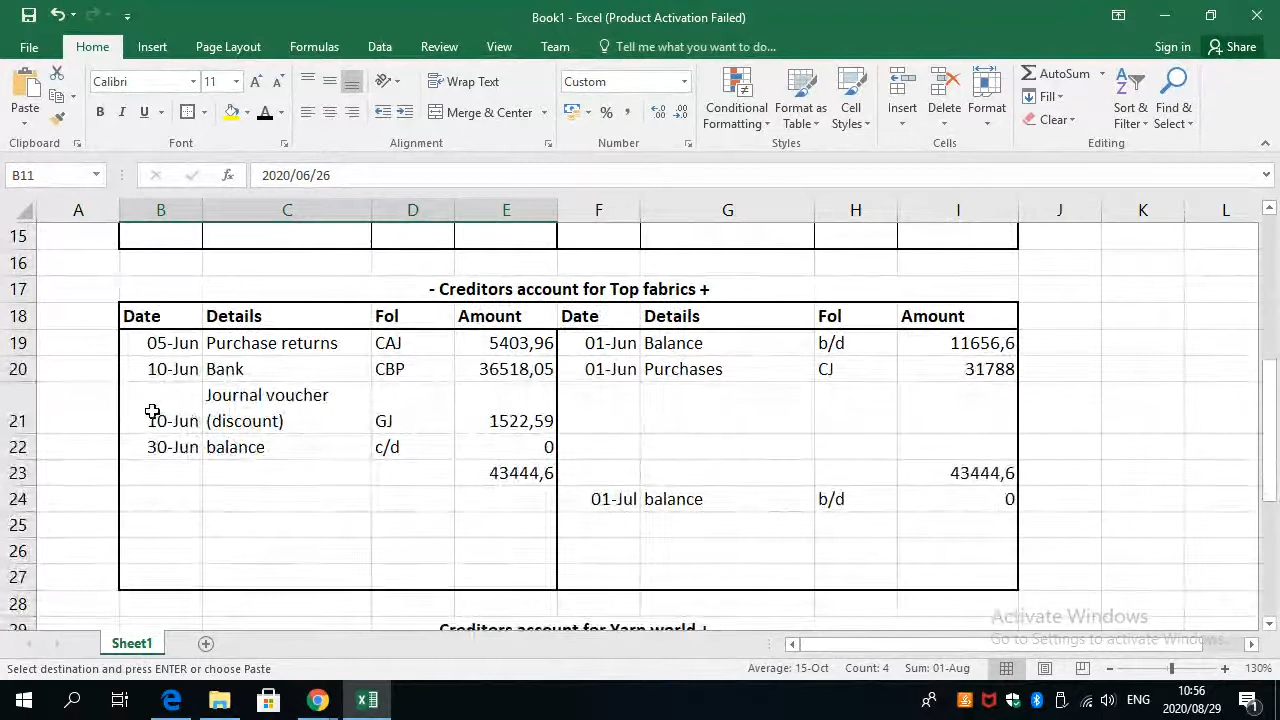 Book1 - Excel (Product Activation Failed)
File Home Insert Page Layout Formulas Data Review View Team Tell me what you want to do... Sign in Share
Calibri 11 Wrap Text Custom AutoSum
Paste B I U Merge & Center % Conditional Formatting Format as Table Cell Styles Insert Delete Format Fill Clear Sort & Filter Find & Select
Clipboard Font Alignment Number Styles Cells Editing
B11 fx 2020/06/26
A B C D E F G H I J K L
15
16
17 - Creditors account for Top fabrics +
18 Date Details Fol Amount Date Details Fol Amount
19 05-Jun Purchase returns CAJ 5403,96 01-Jun Balance b/d 11656,6
20 10-Jun Bank CBP 36518,05 01-Jun Purchases CJ 31788
Journal voucher
21 10-Jun (discount) GJ 1522,59
22 30-Jun balance c/d 0
23 43444,6 43444,6
24 01-Jul balance b/d 0
25
26
27
28
29 Creditors account for Yarn world +
Activate Windows
Go to Settings to activate Windows.
Sheet1
Select destination and press ENTER or choose Paste Average: 15-Oct Count: 4 Sum: 01-Aug 130%
ENG 10:56
2020/08/29